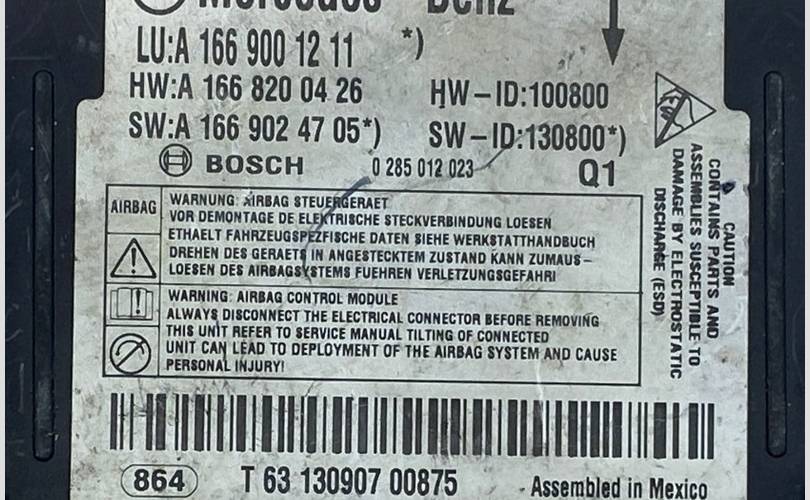 Mercedes - Benz
LU:A 166 900 12 11 *)
HW:A 166 820 04 26 HW-ID:100800
SW:A 166 902 47 05*) SW-ID:130800*)
BOSCH 0 285 012 023 Q1
AIRBAG
WARNUNG: AIRBAG STEUERGERAET
VOR DEMONTAGE DE ELEKTRISCHE STECKVERBINDUNG LOESEN
ETHAELT FAHRZEUGSPEZFISCHE DATEN SIEHE WERKSTATTHANDBUCH
DREHEN DES GERAETS IN ANGESTECKTEM ZUSTAND KANN ZUMAUS-
LOESEN DES AIRBAGSYSTEMS FUEHREN VERLETZUNGSGEFAHR!
WARNING: AIRBAG CONTROL MODULE
ALWAYS DISCONNECT THE ELECTRICAL CONNECTOR BEFORE REMOVING
THIS UNIT REFER TO SERVICE MANUAL TILTING OF CONNECTED
UNIT CAN LEAD TO DEPLOYMENT OF THE AIRBAG SYSTEM AND CAUSE
PERSONAL INJURY!
CAUTION
CONTAINS PARTS AND
ASSEMBLIES SUSCEPTIBLE TO
DAMAGE BY ELECTROSTATIC
DISCHARGE (ESD)
864 T 63 130907 00875 Assembled in Mexico